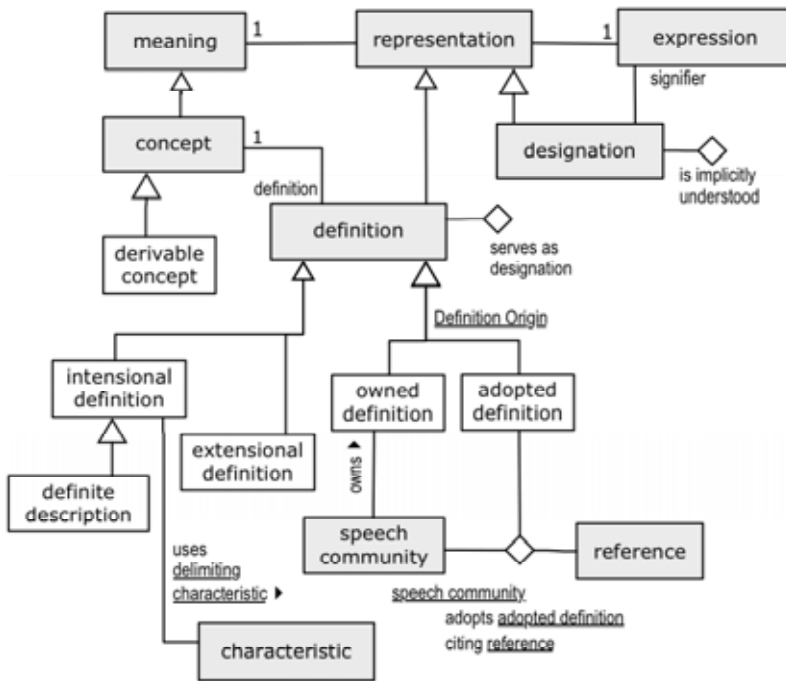 meaning
1
representation
1
expression
signifier
concept
1
designation
is implicitly
understood
definition
derivable
concept
definition
serves as
designation
Definition Origin
intensional
definition
owned
definition
adopted
definition
extensional
definition
definite
description
owns
speech
community
reference
uses
delimiting
characteristic
speech community
adopts adopted definition
citing reference
characteristic